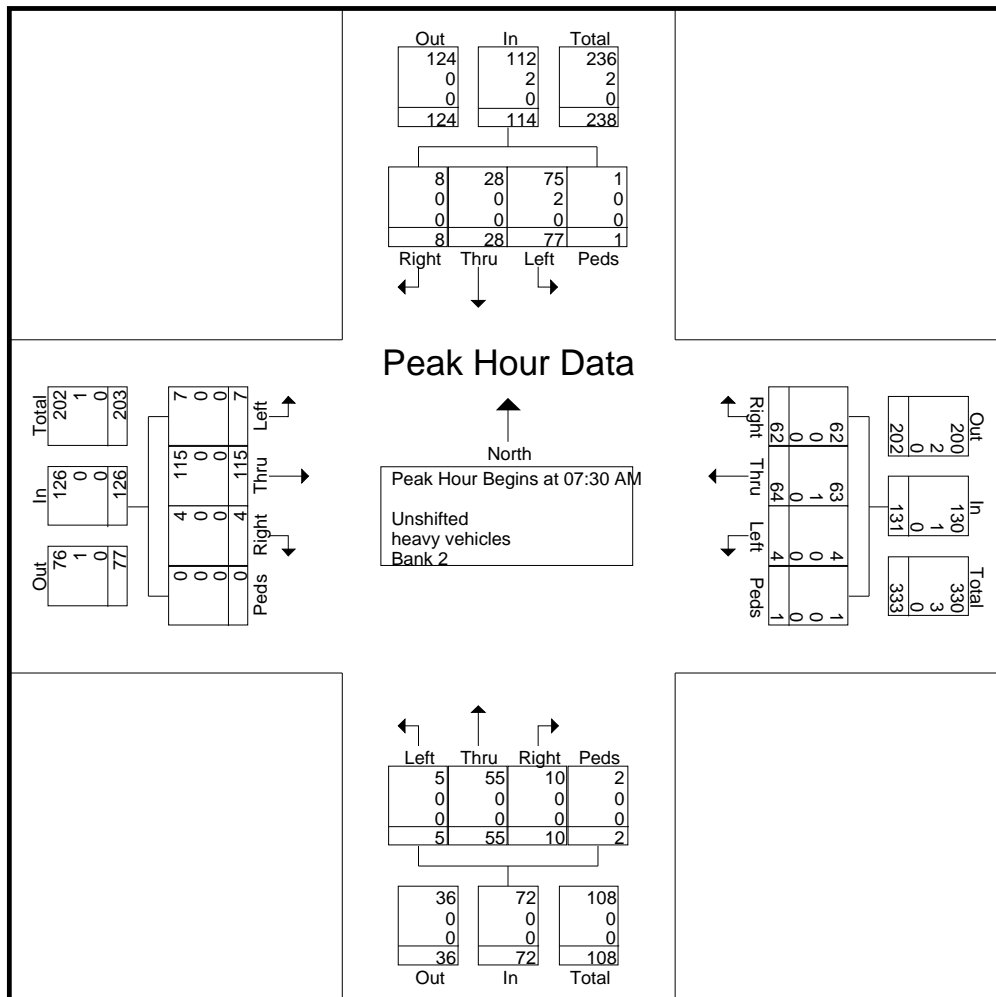 Out In Total
124 112 236
0 2 2
0 0 0
124 114 238
8 28 75 1
0 0 2 0
0 0 0 0
8 28 77 1
Right Thru Left Peds
Peak Hour Data
North
Peak Hour Begins at 07:30 AM
Unshifted
heavy vehicles
Bank 2
Total
202
1
0
203
In
126
0
0
126
Out
76
1
0
77
7
0
0
7
Left
115
0
0
115
Thru
4
0
0
4
Right
0
0
0
0
Peds
Right
62
0
0
62
Thru
63
1
0
64
Left
4
0
0
4
Peds
1
0
0
1
Out
200
2
0
202
In
130
1
0
131
Total
330
3
0
333
Left Thru Right Peds
5 55 10 2
0 0 0 0
0 0 0 0
5 55 10 2
36 72 108
0 0 0
0 0 0
36 72 108
Out In Total